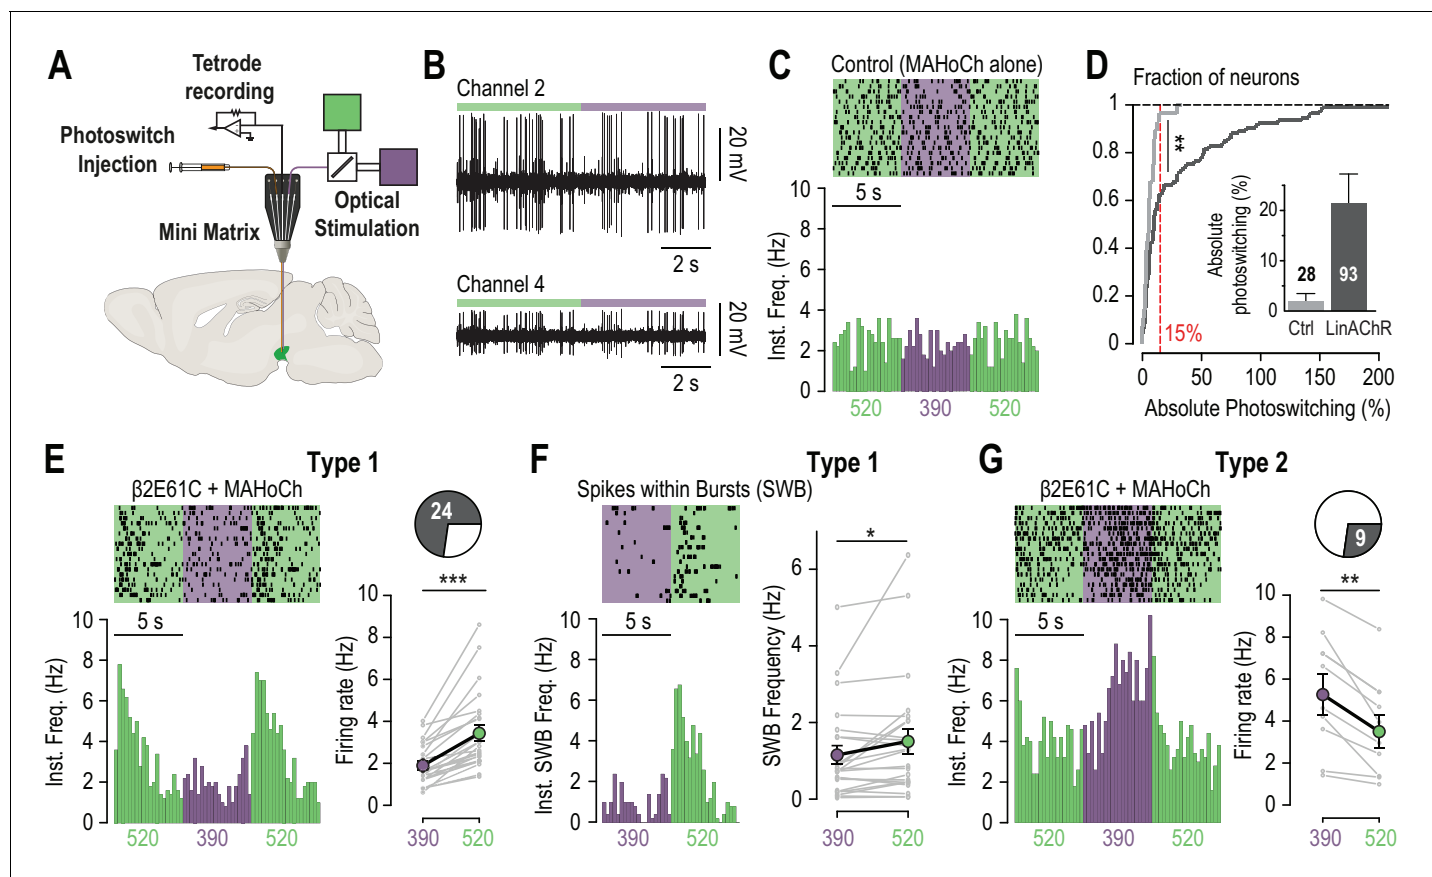 A
Tetrode
recording
Photoswitch
Injection
Mini Matrix
Optical
Stimulation
B
Channel 2
20 mV
2 s
Channel 4
20 mV
2 s
C
Control (MAHoCh alone)
5 s
Inst. Freq. (Hz)
10
8
6
4
2
0
520
390
520
D
Fraction of neurons
1
0.8
0.6
0.4
0.2
0
**
15%
Absolute
photoswitching (%)
20
10
0
28
93
Ctrl
LinAChR
0
50
100
150
200
Absolute Photoswitching (%)
E
Type 1
β2E61C + MAHoCh
5 s
Inst. Freq. (Hz)
10
8
6
4
2
0
520
390
520
24
***
Firing rate (Hz)
10
8
6
4
2
0
390
520
F
Type 1
Spikes within Bursts (SWB)
5 s
Inst. SWB Freq. (Hz)
10
8
6
4
2
0
390
520
*
SWB Frequency (Hz)
6
4
2
0
390
520
G
Type 2
β2E61C + MAHoCh
5 s
Inst. Freq. (Hz)
10
8
6
4
2
0
520
390
520
9
**
Firing rate (Hz)
10
8
6
4
2
0
390
520